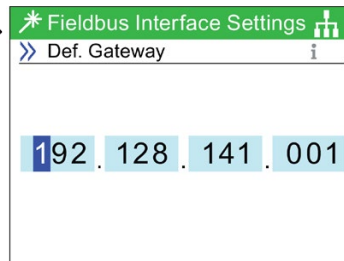 Fieldbus Interface Settings
Def. Gateway i
192 . 128 . 141 . 001